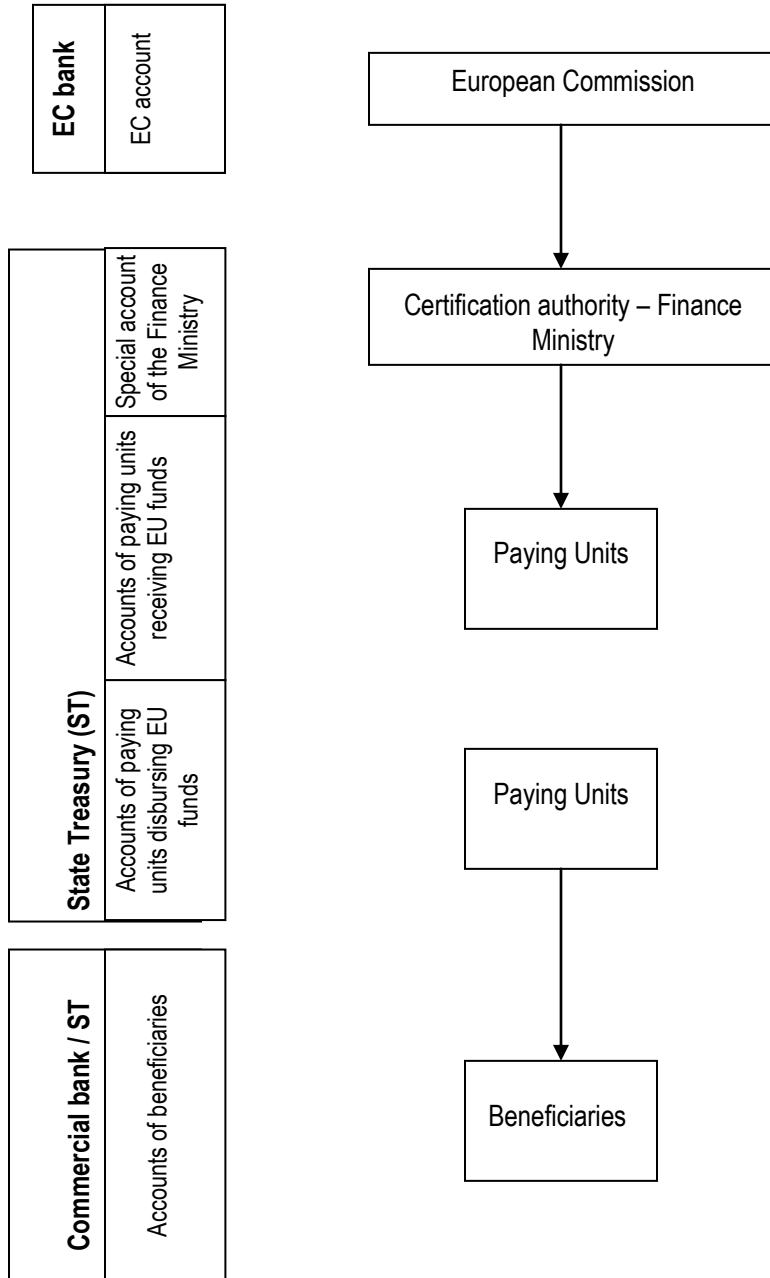 EC bank
EC account
European Commission
State Treasury (ST)
Special account
of the Finance
Ministry
Certification authority – Finance
Ministry
Accounts of paying units
receiving EU funds
Paying Units
Accounts of paying
units disbursing EU
funds
Paying Units
Commercial bank / ST
Accounts of beneficiaries
Beneficiaries